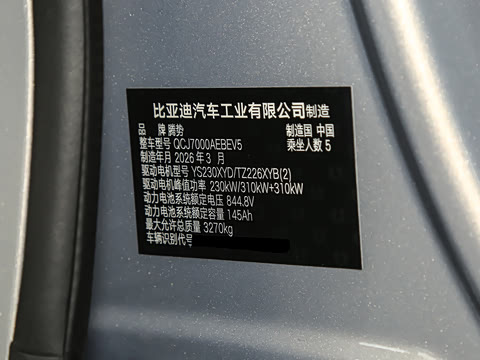 比亚迪汽车工业有限公司制造
品 牌 腾势 制造国 中国
整车型号 QCJ7000AEBEV5 乘坐人数 5
制造年月 2026 年 3 月
驱动电机型号 YS230XYD/TZ226XYB(2)
驱动电机峰值功率 230kW/310kW+310kW
动力电池系统额定电压 844.8V
动力电池系统额定容量 145Ah
最大允许总质量 3270kg
车辆识别代号